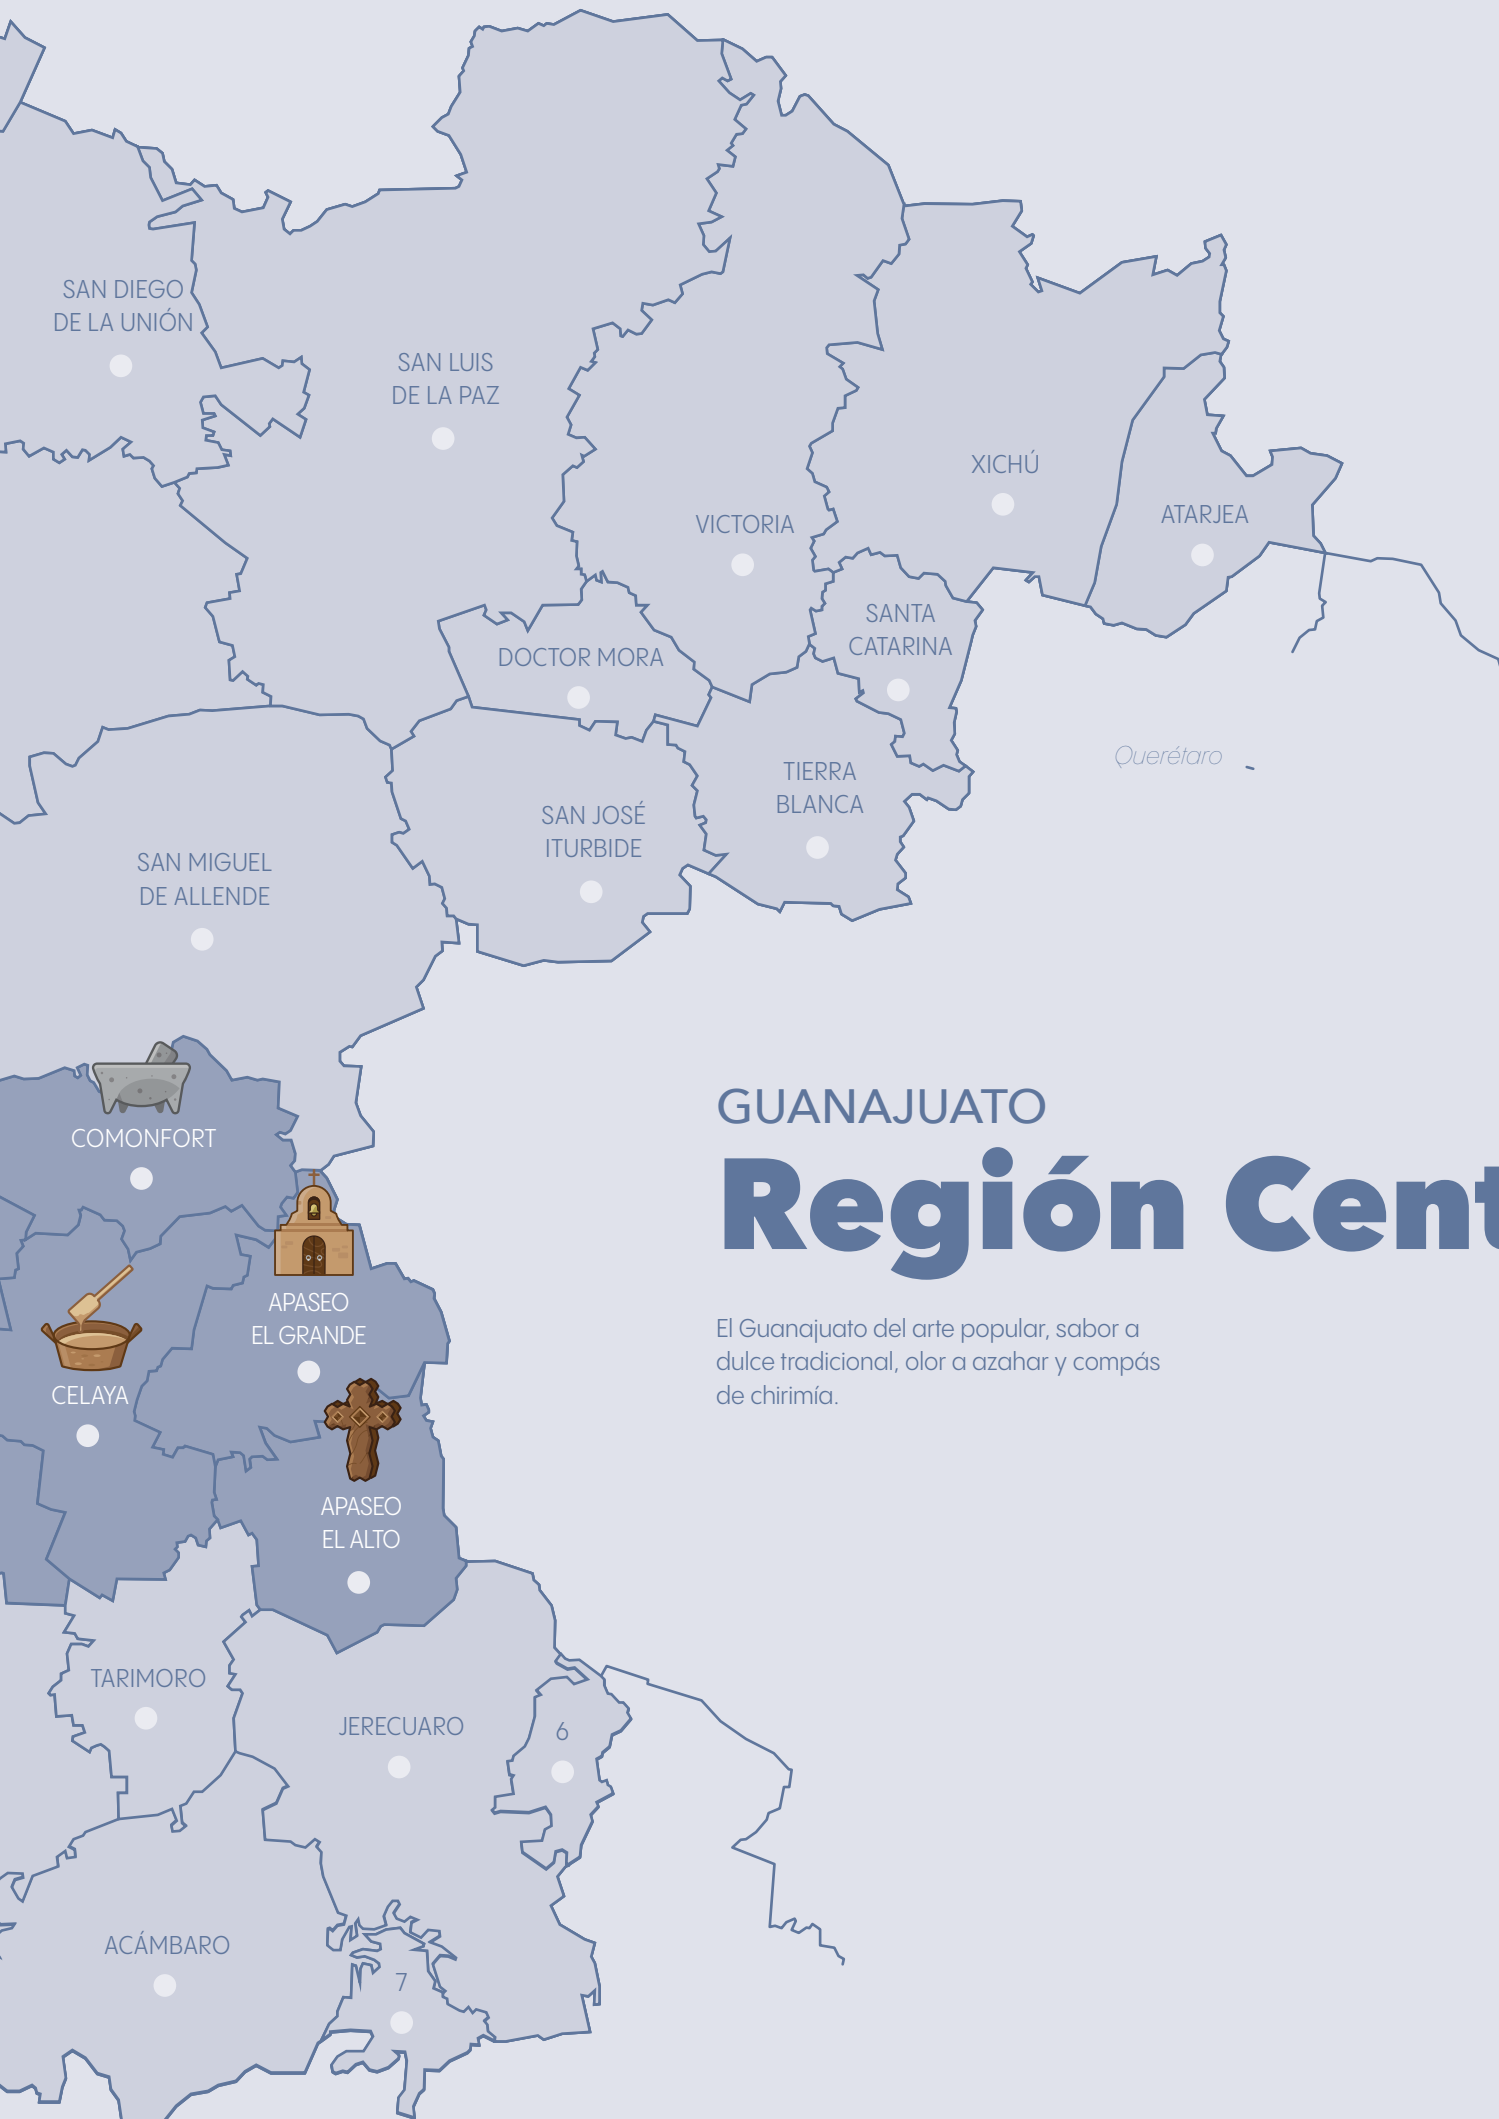 SAN DIEGO
DE LA UNIÓN
SAN LUIS
DE LA PAZ
XICHÚ
ATARJEA
VICTORIA
SANTA
CATARINA
DOCTOR MORA
Querétaro
TIERRA
BLANCA
SAN JOSÉ
ITURBIDE
SAN MIGUEL
DE ALLENDE
GUANAJUATO
Región Cent
El Guanajuato del arte popular, sabor a
dulce tradicional, olor a azahar y compás
de chirimía.
COMONFORT
APASEO
EL GRANDE
CELAYA
APASEO
EL ALTO
TARIMORO
JERECUARO
6
ACÁMBARO
7